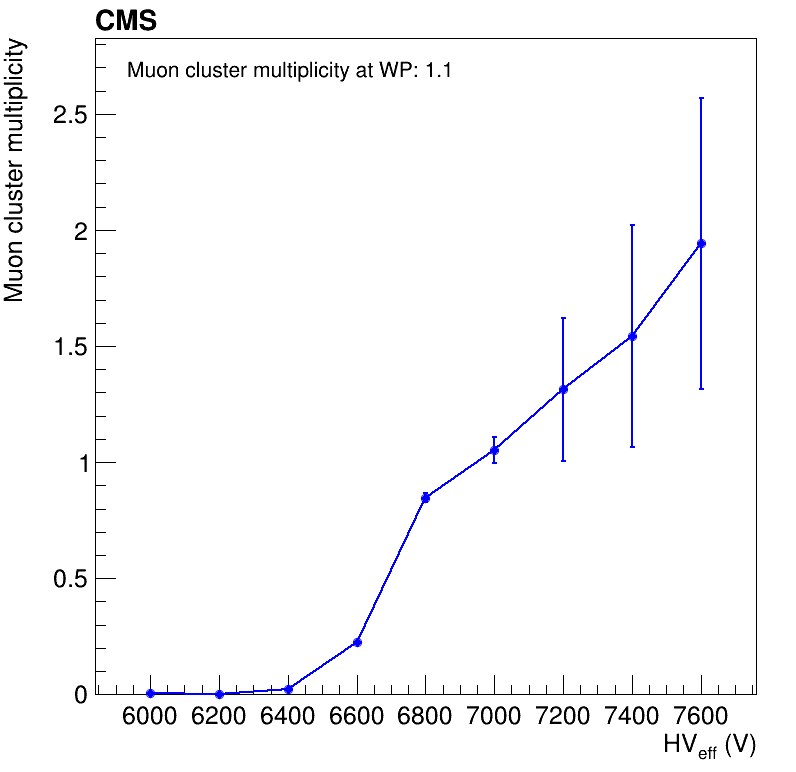 CMS
Muon cluster multiplicity at WP: 1.1
Muon cluster multiplicity
2.5
2
1.5
1
0.5
0
6000 6200 6400 6600 6800 7000 7200 7400 7600
HVeff (V)